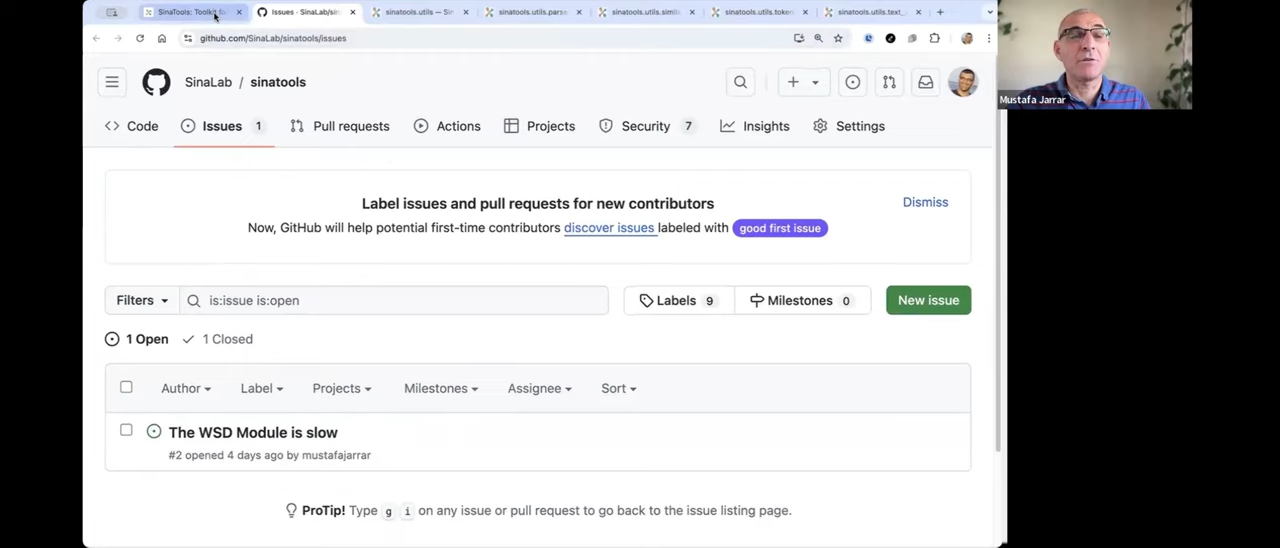 SinaTools: Toolkit fo
Issues · SinaLab/sin
sinatools.utils — Sin
sinatools.utils.parse
sinatools.utils.simila
sinatools.utils.token
sinatools.utils.text_
github.com/SinaLab/sinatools/issues
Mustafa Jarrar
SinaLab / sinatools
Code
Issues 1
Pull requests
Actions
Projects
Security 7
Insights
Settings
Label issues and pull requests for new contributors
Dismiss
Now, GitHub will help potential first-time contributors discover issues labeled with good first issue
Filters
is:issue is:open
Labels 9
Milestones 0
New issue
1 Open
1 Closed
Author
Label
Projects
Milestones
Assignee
Sort
The WSD Module is slow
#2 opened 4 days ago by mustafajarrar
ProTip! Type g i on any issue or pull request to go back to the issue listing page.